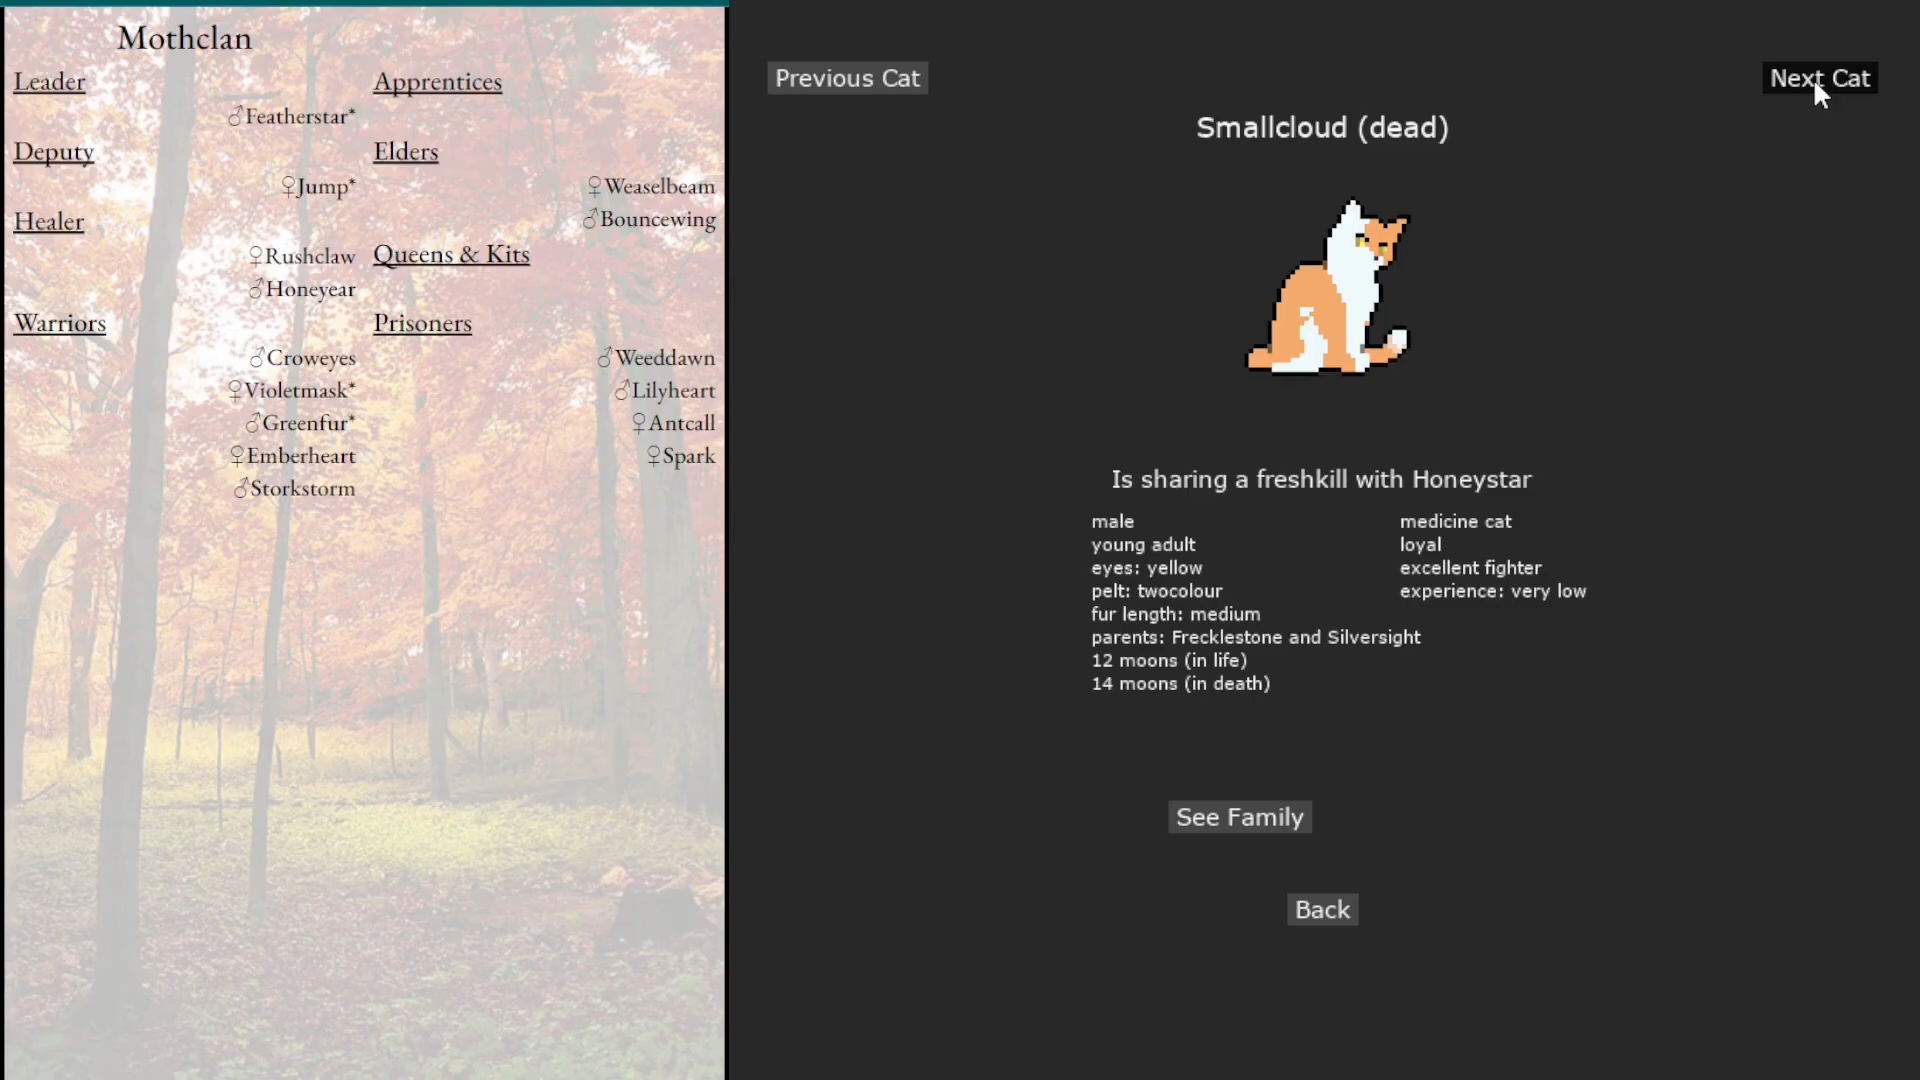 Mothclan
Leader
♂Featherstar*
Deputy
♀Jump*
Healer
♀Rushclaw
♂Honeyear
Warriors
♂Croweyes
♀Violetmask*
♂Greenfur*
♀Emberheart
♂Storkstorm
Apprentices
Elders
♀Weaselbeam
♂Bouncewing
Queens & Kits
Prisoners
♂Weeddawn
♂Lilyheart
♀Antcall
♀Spark
Previous Cat
Next Cat
Smallcloud (dead)
Is sharing a freshkill with Honeystar
male
young adult
eyes: yellow
pelt: twocolour
fur length: medium
parents: Frecklestone and Silversight
12 moons (in life)
14 moons (in death)
medicine cat
loyal
excellent fighter
experience: very low
See Family
Back